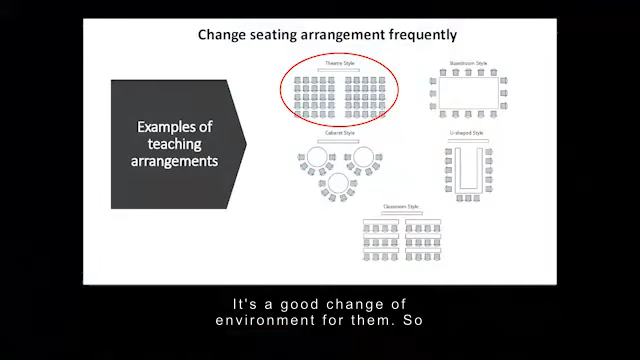 Change seating arrangement frequently
Examples of
teaching
arrangements
Theatre Style
Boardroom Style
Cabaret Style
U-shaped Style
Classroom Style
It's a good change of
environment for them. So